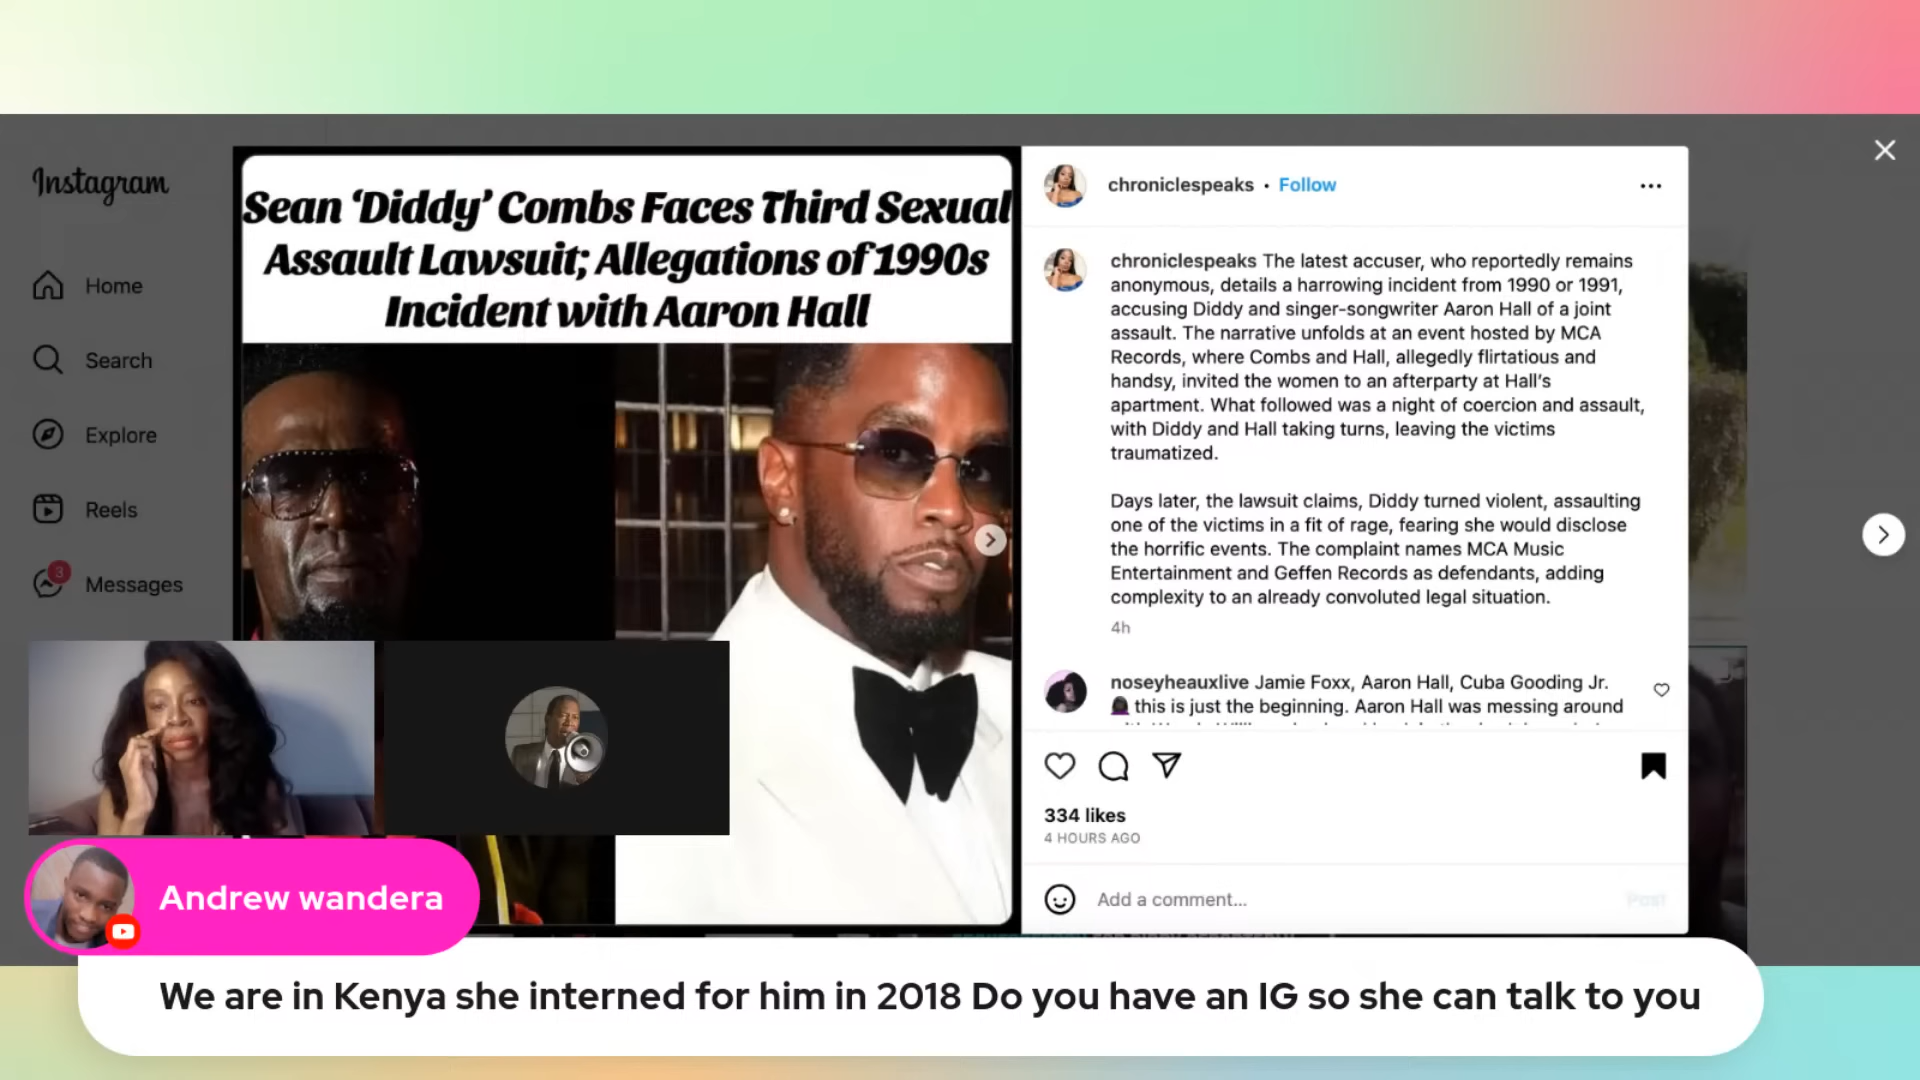 Instagram
Home
Search
Explore
Reels
3
Messages
Sean ‘Diddy’ Combs Faces Third Sexual
Assault Lawsuit; Allegations of 1990s
Incident with Aaron Hall
chroniclespeaks • Follow
chroniclespeaks The latest accuser, who reportedly remains
anonymous, details a harrowing incident from 1990 or 1991,
accusing Diddy and singer-songwriter Aaron Hall of a joint
assault. The narrative unfolds at an event hosted by MCA
Records, where Combs and Hall, allegedly flirtatious and
handsy, invited the women to an afterparty at Hall’s
apartment. What followed was a night of coercion and assault,
with Diddy and Hall taking turns, leaving the victims
traumatized.
Days later, the lawsuit claims, Diddy turned violent, assaulting
one of the victims in a fit of rage, fearing she would disclose
the horrific events. The complaint names MCA Music
Entertainment and Geffen Records as defendants, adding
complexity to an already convoluted legal situation.
4h
noseyheauxlive Jamie Foxx, Aaron Hall, Cuba Gooding Jr.
this is just the beginning. Aaron Hall was messing around
334 likes
4 HOURS AGO
Add a comment...
Post
Andrew wandera
We are in Kenya she interned for him in 2018 Do you have an IG so she can talk to you